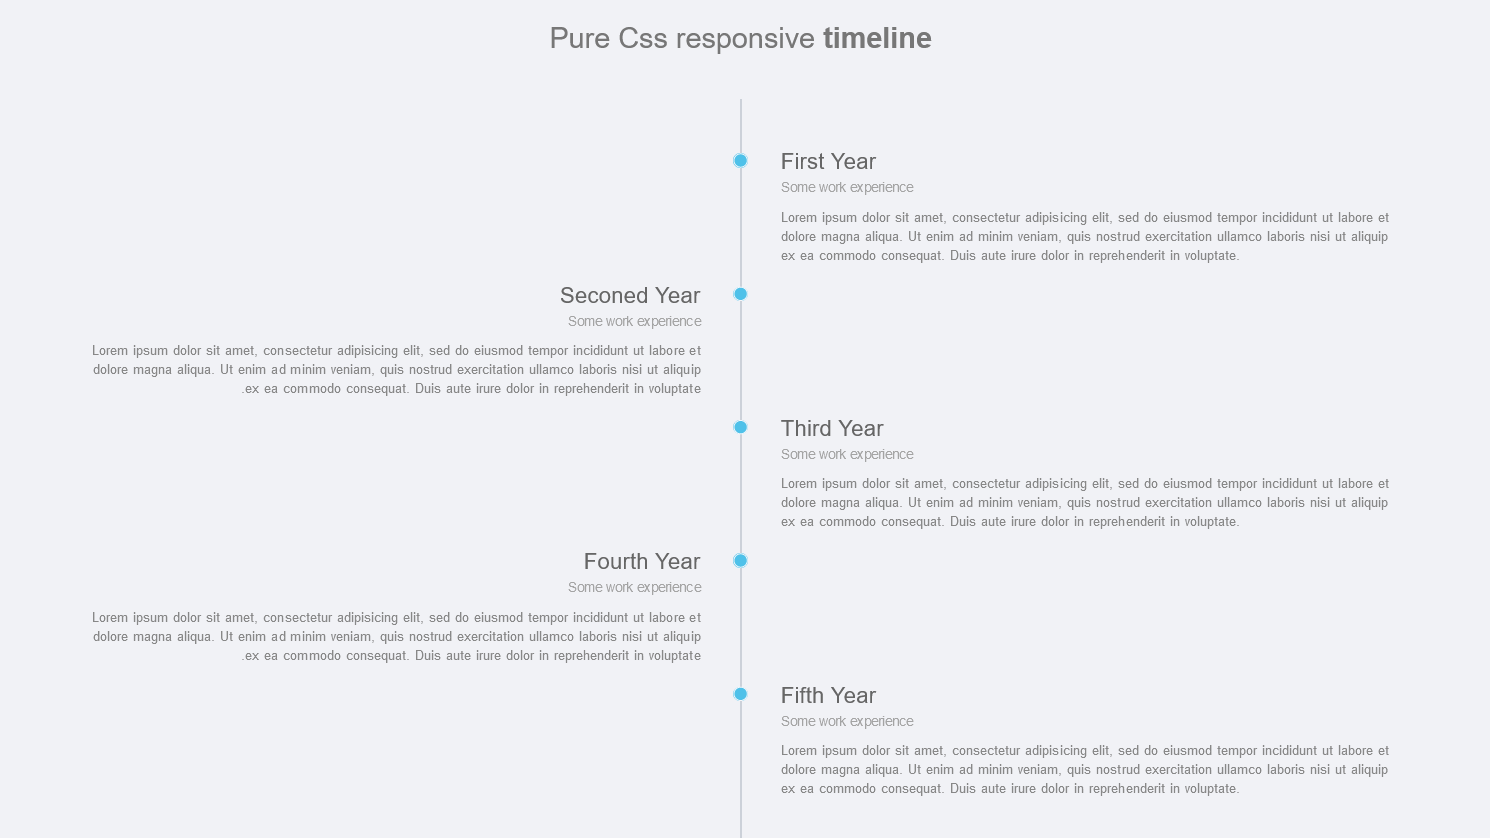 Pure Css responsive timeline
First Year
Some work experience
Lorem ipsum dolor sit amet, consectetur adipisicing elit, sed do eiusmod tempor incididunt ut labore et
dolore magna aliqua. Ut enim ad minim veniam, quis nostrud exercitation ullamco laboris nisi ut aliquip
ex ea commodo consequat. Duis aute irure dolor in reprehenderit in voluptate.
Seconed Year
Some work experience
Lorem ipsum dolor sit amet, consectetur adipisicing elit, sed do eiusmod tempor incididunt ut labore et
dolore magna aliqua. Ut enim ad minim veniam, quis nostrud exercitation ullamco laboris nisi ut aliquip
.ex ea commodo consequat. Duis aute irure dolor in reprehenderit in voluptate
Third Year
Some work experience
Lorem ipsum dolor sit amet, consectetur adipisicing elit, sed do eiusmod tempor incididunt ut labore et
dolore magna aliqua. Ut enim ad minim veniam, quis nostrud exercitation ullamco laboris nisi ut aliquip
ex ea commodo consequat. Duis aute irure dolor in reprehenderit in voluptate.
Fourth Year
Some work experience
Lorem ipsum dolor sit amet, consectetur adipisicing elit, sed do eiusmod tempor incididunt ut labore et
dolore magna aliqua. Ut enim ad minim veniam, quis nostrud exercitation ullamco laboris nisi ut aliquip
.ex ea commodo consequat. Duis aute irure dolor in reprehenderit in voluptate
Fifth Year
Some work experience
Lorem ipsum dolor sit amet, consectetur adipisicing elit, sed do eiusmod tempor incididunt ut labore et
dolore magna aliqua. Ut enim ad minim veniam, quis nostrud exercitation ullamco laboris nisi ut aliquip
ex ea commodo consequat. Duis aute irure dolor in reprehenderit in voluptate.